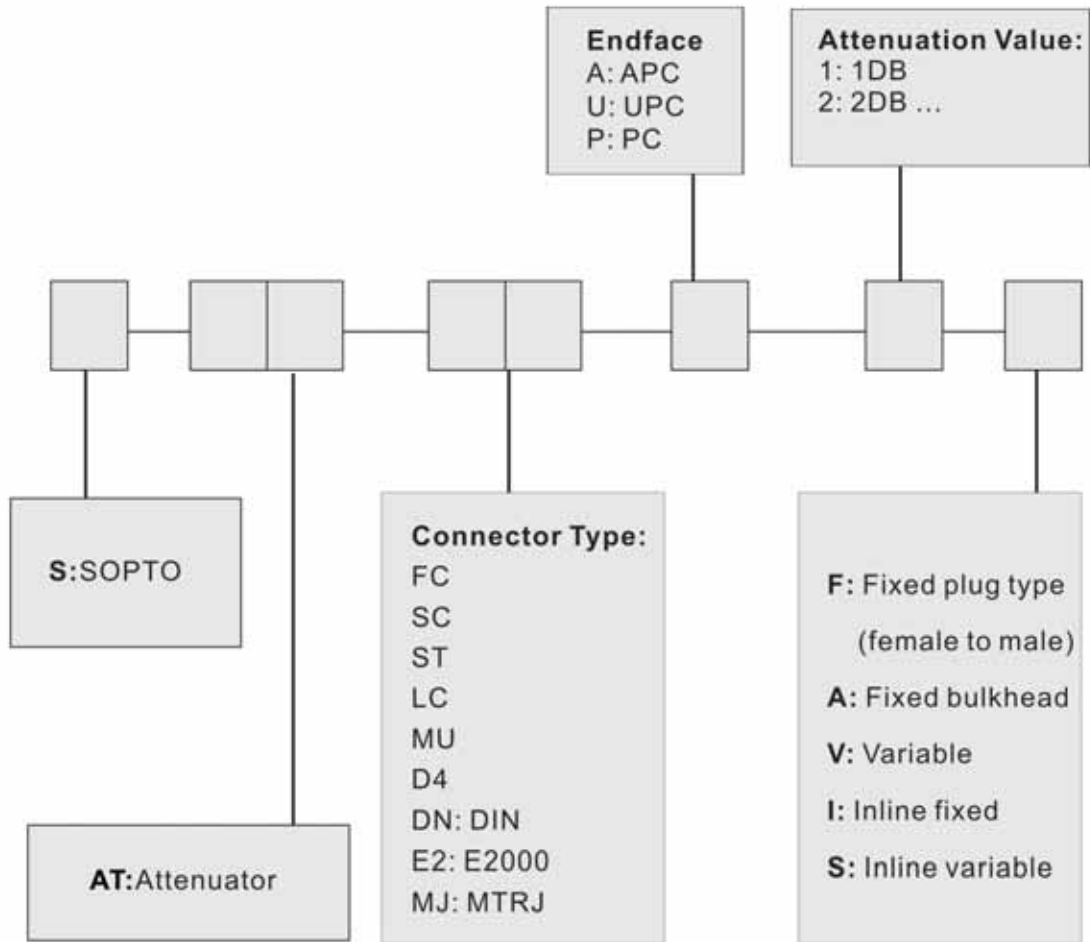 Endface
A: APC
U: UPC
P: PC
Attenuation Value:
1: 1DB
2: 2DB ...
S:SOPTO
AT:Attenuator
Connector Type:
FC
SC
ST
LC
MU
D4
DN: DIN
E2: E2000
MJ: MTRJ
F: Fixed plug type
(female to male)
A: Fixed bulkhead
V: Variable
I: Inline fixed
S: Inline variable